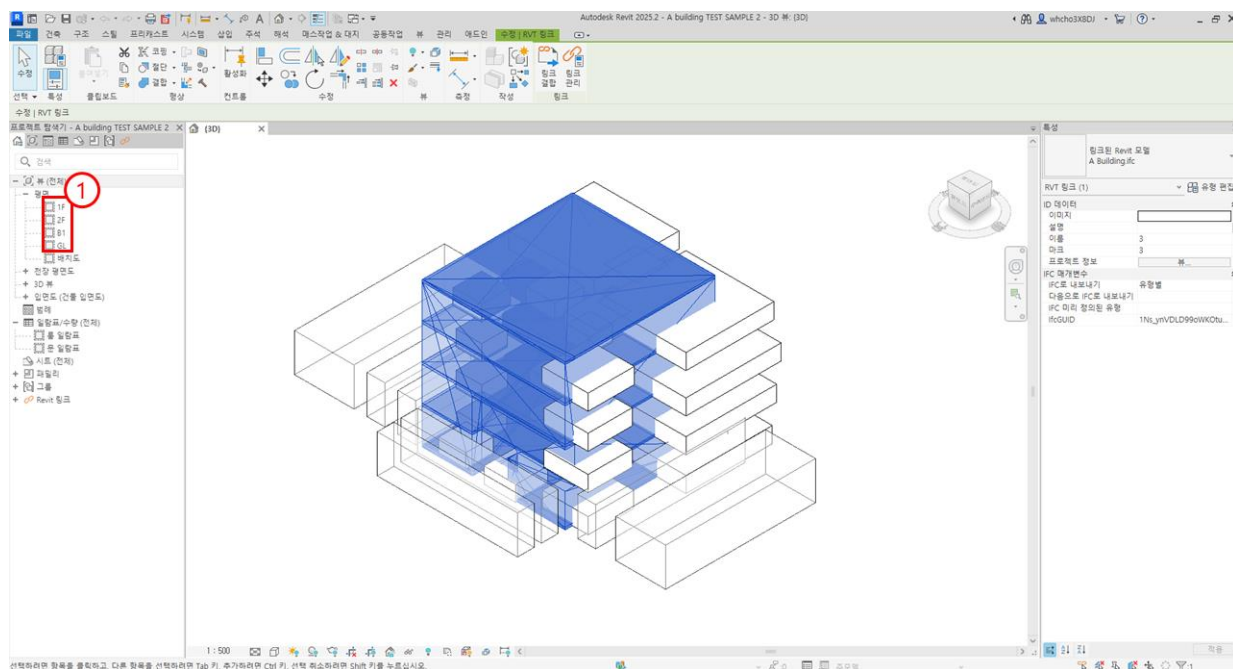 Autodesk Revit 2025.2 - A building TEST SAMPLE 2 - 3D 뷰: {3D}
whcho3X8DJ
파일 건축 구조 스틸 프리캐스트 시스템 삽입 주석 해석 매스작업 & 대지 공동작업 뷰 관리 애드인 수정 | RVT 링크
수정
붙여넣기
코핑
절단
결합
활성화
링크 결합
링크 관리
선택 특성 클립보드 형상 컨트롤 수정 뷰 측정 작성 링크
수정 | RVT 링크
프로젝트 탐색기 - A building TEST SAMPLE 2
검색
뷰 (전체)
평면
1
1F
2F
B1
GL
배치도
천장 평면도
3D 뷰
입면도 (건물 입면도)
범례
일람표/수량 (전체)
룸 일람표
문 일람표
시트 (전체)
패밀리
그룹
Revit 링크
{3D}
특성
링크된 Revit 모델
A Building.ifc
RVT 링크 (1)
유형 편집
ID 데이터
이미지
설명
이름 3
마크 3
프로젝트 정보 뷰...
IFC 매개변수
IFC로 내보내기 유형별
다음으로 IFC로 내보내기
IFC 미리 정의된 유형
IfcGUID 1Ns_ynVDLD99oWKOtu...
적용
1 : 500
선택하려면 항목을 클릭하고, 다른 항목을 선택하려면 Tab 키, 추가하려면 Ctrl 키, 선택 취소하려면 Shift 키를 누르십시오.
:0
주모델
:1